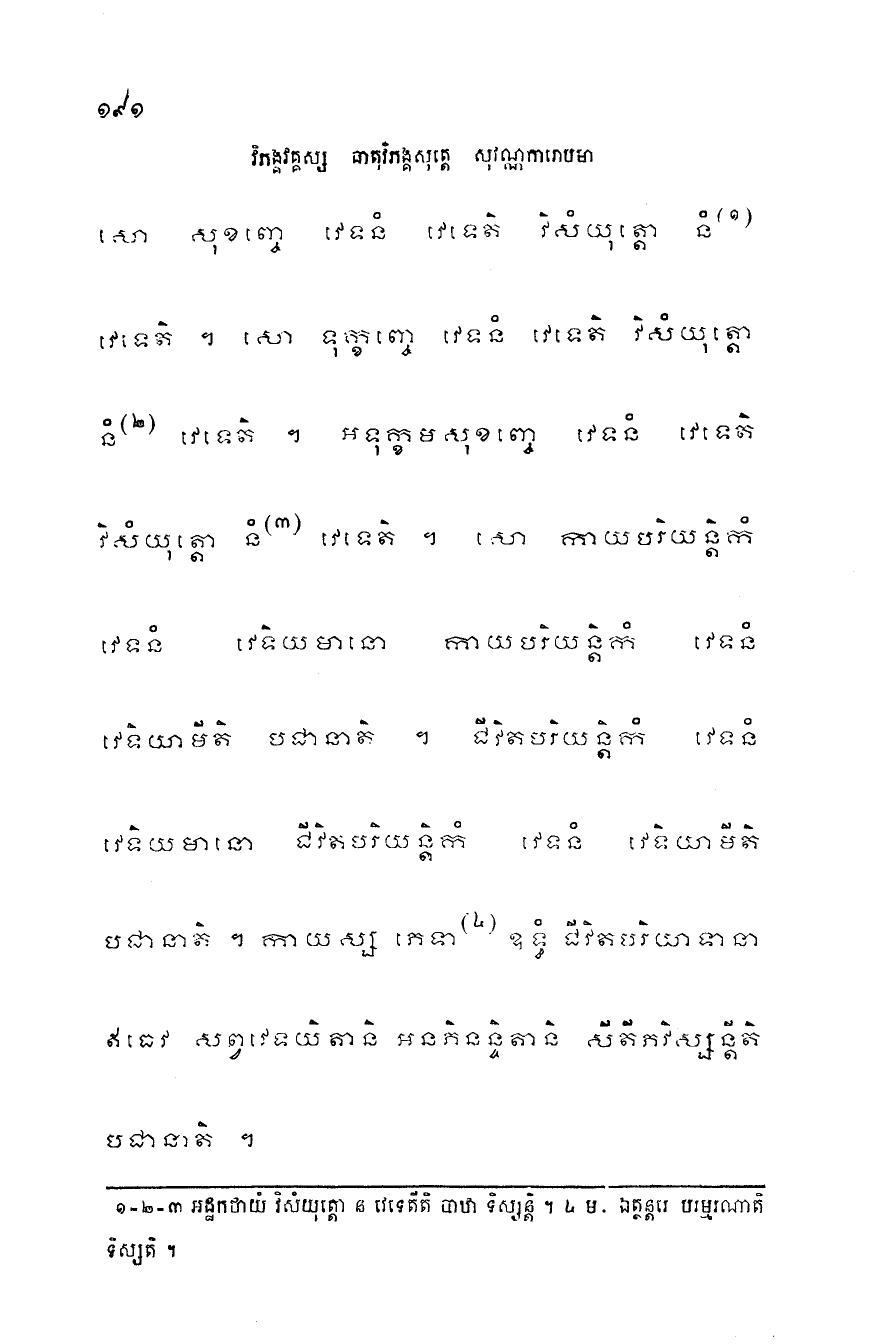 ១៩១
វិភង្គវគ្គស្ស ធាតុវិភង្គសុត្តេ សុវណ្ណការោបមា
សោ សុខញ្ចេ វេទនំ វេទេតិ វិសំយុត្តោ នំ(១)
វេទេតិ ។ សោ ទុក្ខញ្ចេ វេទនំ វេទេតិ វិសំយុត្តោ
នំ(២) វេទេតិ ។ អទុក្ខមសុខញ្ចេ វេទនំ វេទេតិ
វិសំយុត្តោ នំ(៣) វេទេតិ ។ សោ កាយបរិយន្តិកំ
វេទនំ វេទិយមានោ កាយបរិយន្តិកំ វេទនំ
វេទិយាមីតិ បជានាតិ ។ ជីវិតបរិយន្តិកំ វេទនំ
វេទិយមានោ ជីវិតបរិយន្តិកំ វេទនំ វេទិយាមីតិ
បជានាតិ ។ កាយស្ស ភេទា(៤) ឧទ្ធំ ជីវិតបរិយាទានា
ឥធេវ សព្វវេទយិតានិ អនភិនន្ទិតានិ សីតីភវិស្សន្តីតិ
បជានាតិ ។
១-២-៣ អដ្ឋកថាយំ វិសំយុត្តោ ន វេទេតីតិ បាឋា ទិស្សន្តិ ។ ៤ ម. ឯត្ថន្តរេ បរម្មរណាតិ
ទិស្សតិ ។